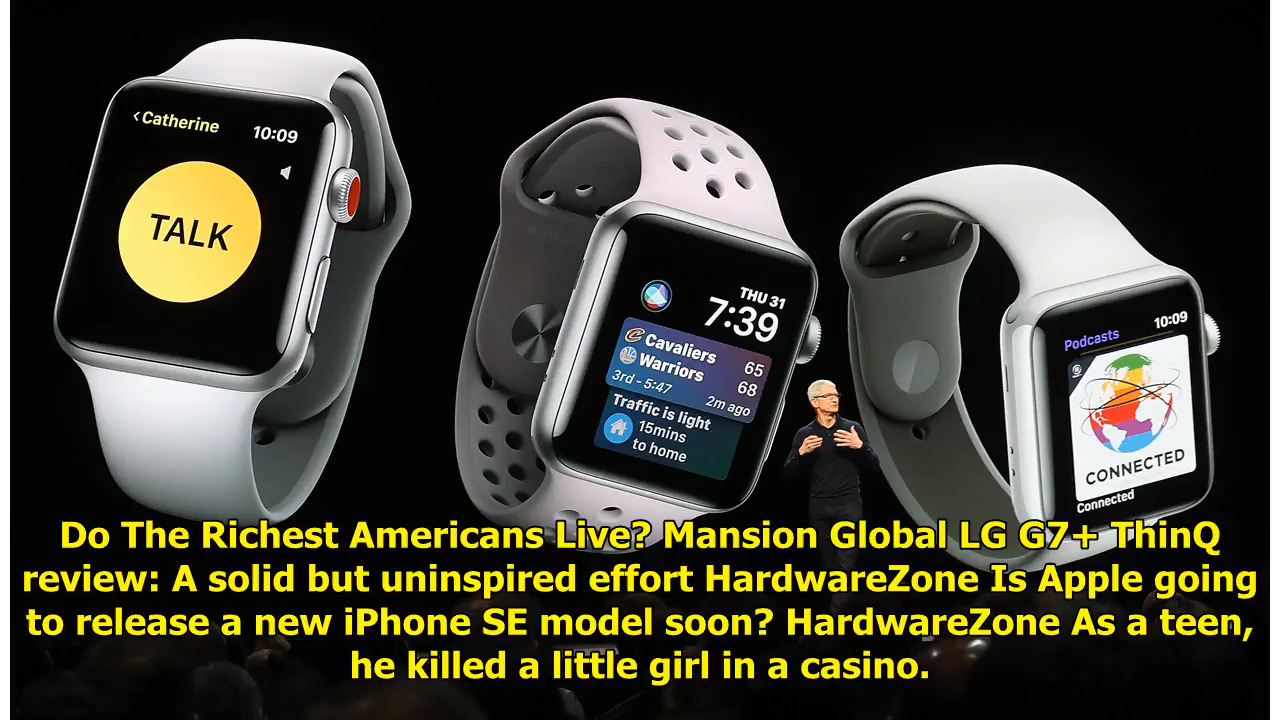 Catherine
10:09
TALK
THU 31
7:39
Cavaliers 65
Warriors 68
3rd - 5:47 2m ago
Traffic is light
15mins
to home
10:09
Podcasts
CONNECTED
Connected
Do The Richest Americans Live? Mansion Global LG G7+ ThinQ
review: A solid but uninspired effort HardwareZone Is Apple going
to release a new iPhone SE model soon? HardwareZone As a teen,
he killed a little girl in a casino.